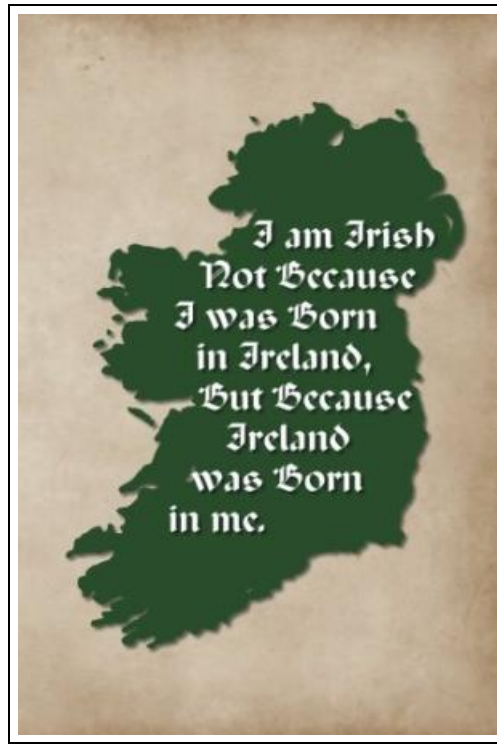 I am Irish
Not Because
I was Born
in Ireland,
But Because
Ireland
was Born
in me.